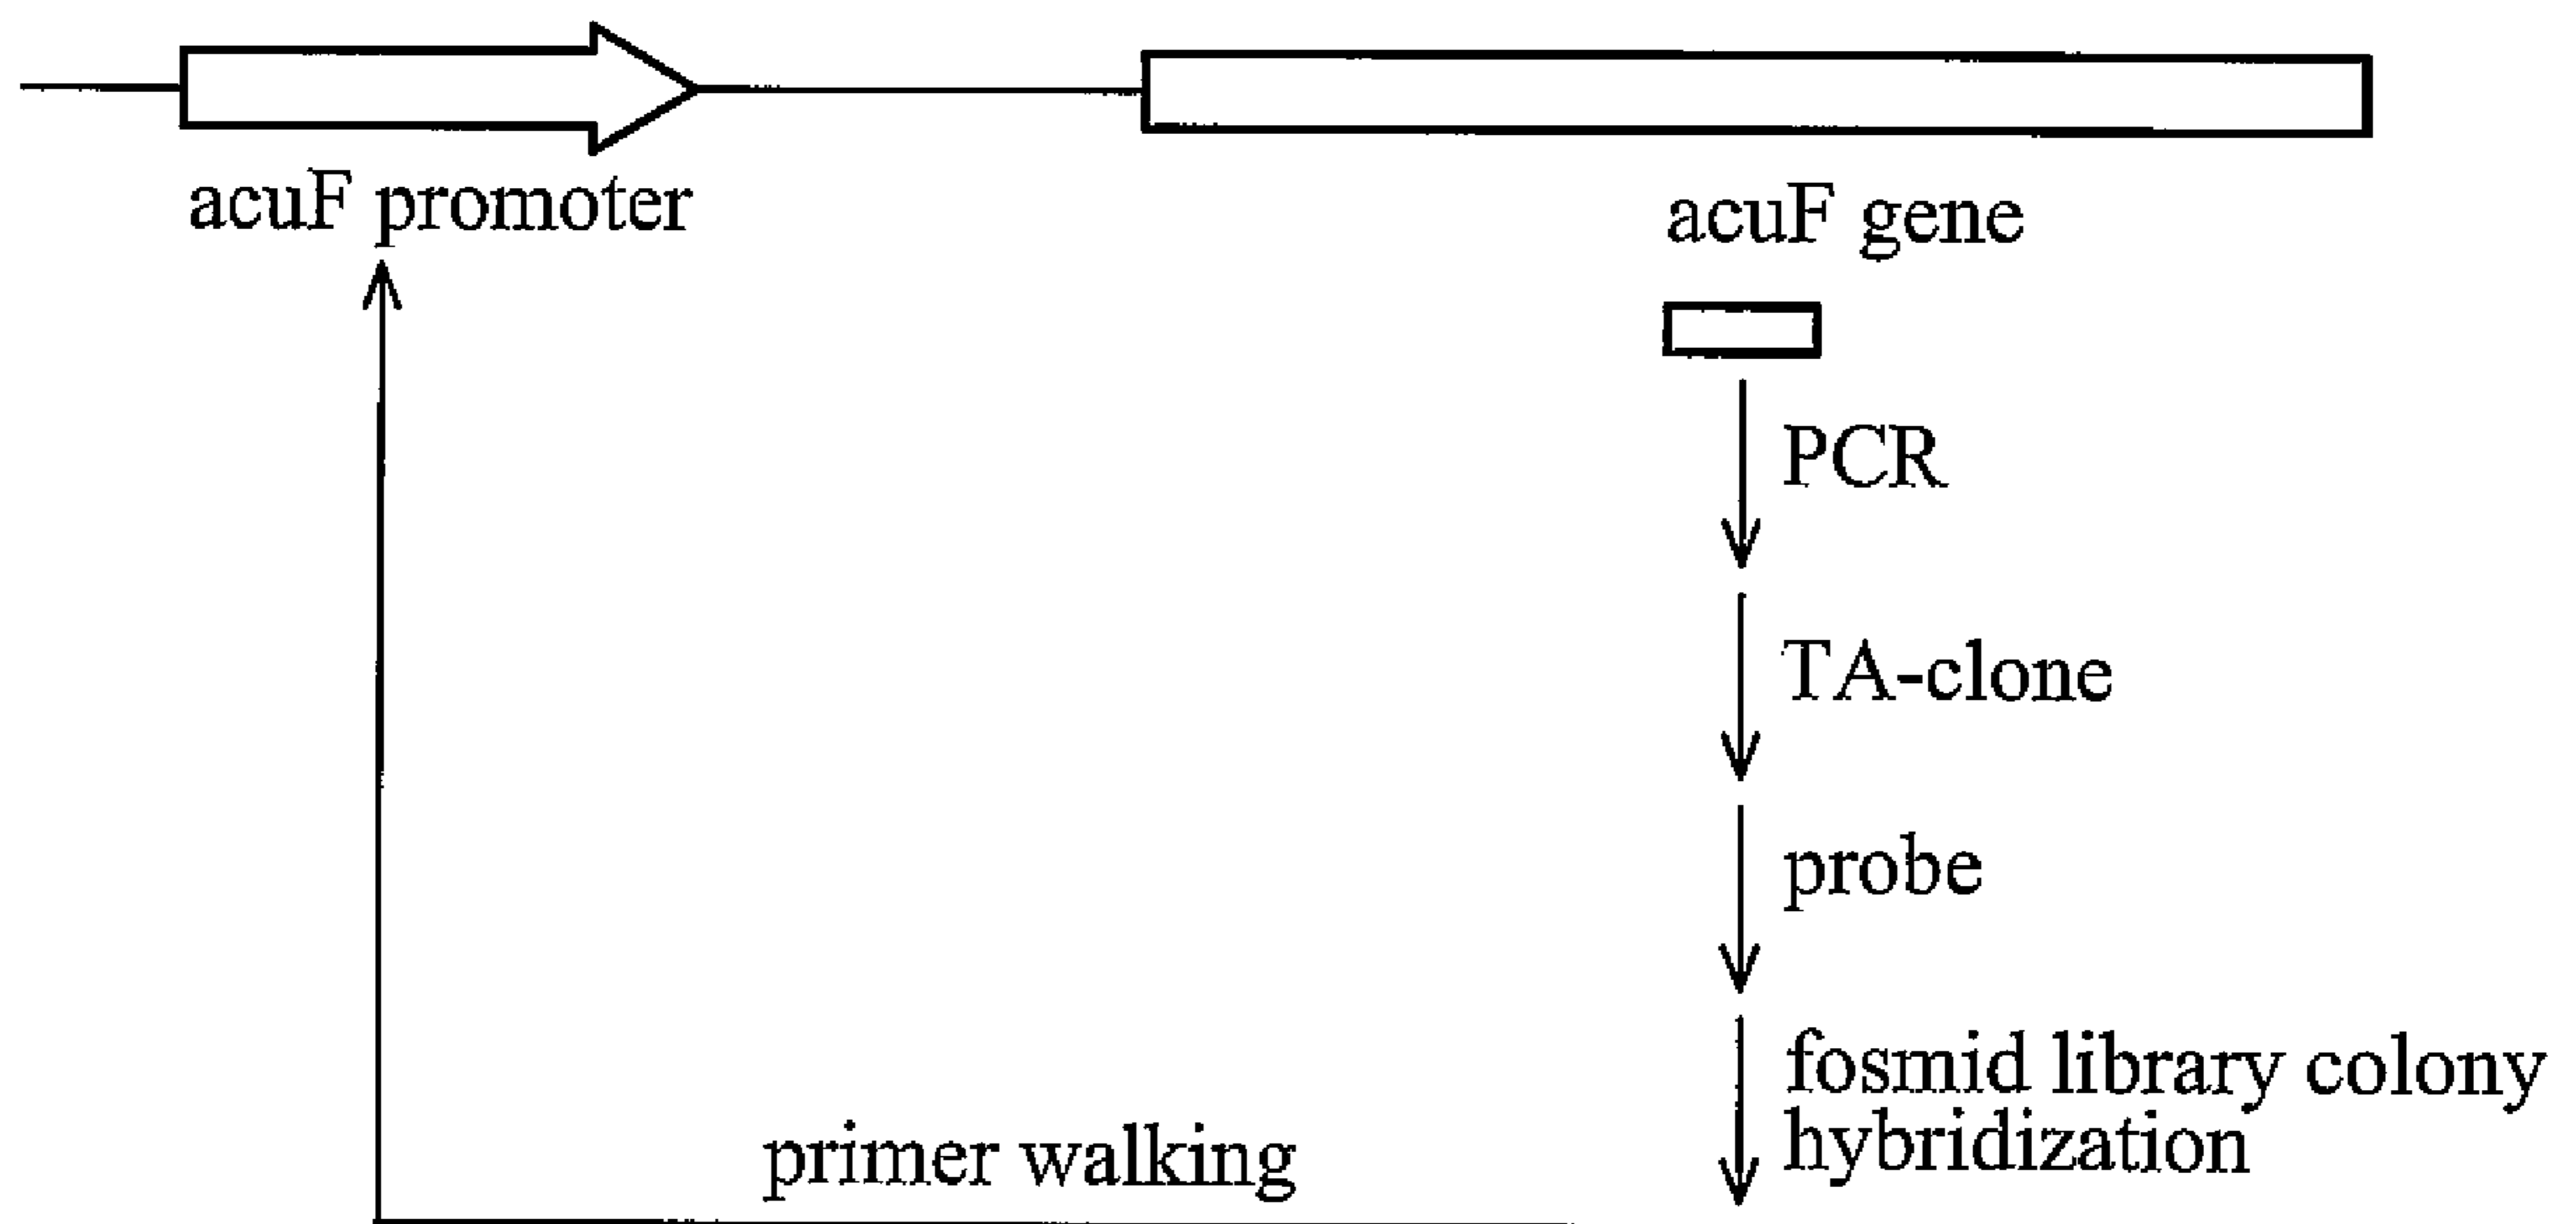 acuF promoter
acuF gene
PCR
TA-clone
probe
fosmid library colony
hybridization
primer walking